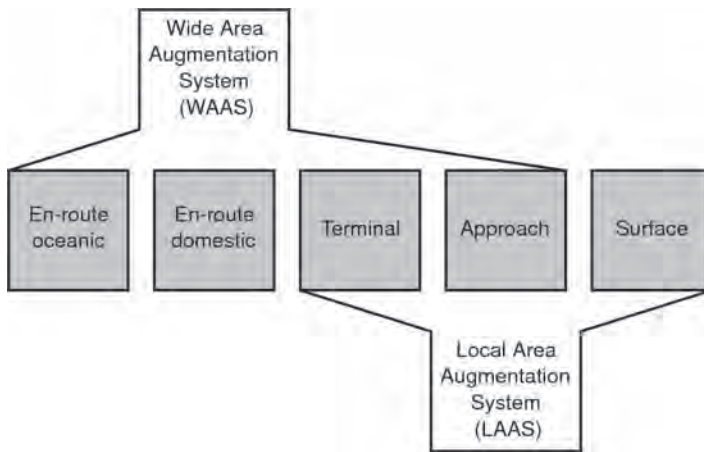 Wide Area
Augmentation
System
(WAAS)
En-route
oceanic
En-route
domestic
Terminal
Approach
Surface
Local Area
Augmentation
System
(LAAS)